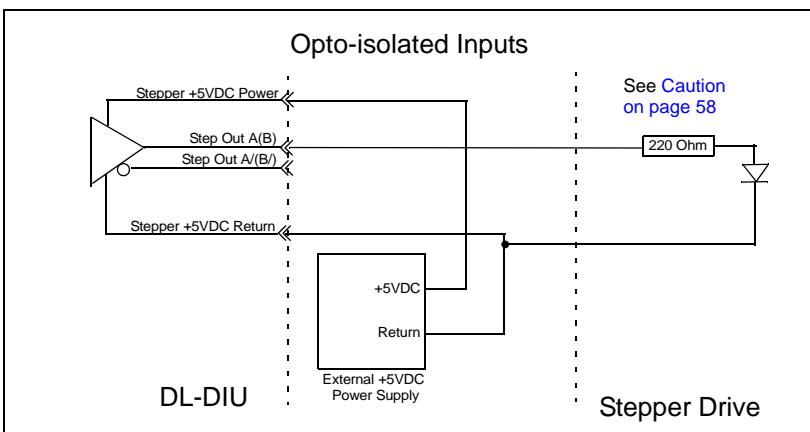 Opto-isolated Inputs
Stepper +5VDC Power
See Caution
on page 58
Step Out A(B)
220 Ohm
Step Out A/(B/)
Stepper +5VDC Return
+5VDC
Return
External +5VDC
Power Supply
DL-DIU
Stepper Drive